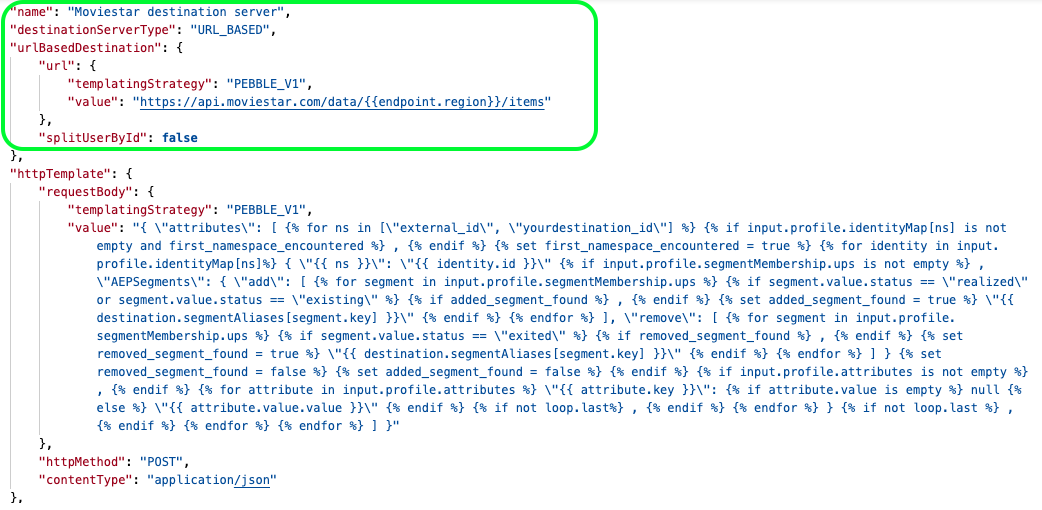 "name": "Moviestar destination server",
"destinationServerType": "URL_BASED",
"urlBasedDestination": {
"url": {
"templatingStrategy": "PEBBLE_V1",
"value": "https://api.moviestar.com/data/{{endpoint.region}}/items"
},
"splitUserById": false
},
"httpTemplate": {
"requestBody": {
"templatingStrategy": "PEBBLE_V1",
"value": "{ \"attributes\": [ {% for ns in [\"external_id\", \"yourdestination_id\"] %} {% if input.profile.identityMap[ns] is not
empty and first_namespace_encountered %} , {% endif %} {% set first_namespace_encountered = true %} {% for identity in input.
profile.identityMap[ns]%} { \"{{ ns }}\": \"{{ identity.id }}\" {% if input.profile.segmentMembership.ups is not empty %} ,
\"AEPSegments\": { \"add\": [ {% for segment in input.profile.segmentMembership.ups %} {% if segment.value.status == \"realized\"
or segment.value.status == \"existing\" %} {% if added_segment_found %} , {% endif %} {% set added_segment_found = true %} \"{{
destination.segmentAliases[segment.key] }}\" {% endif %} {% endfor %} ], \"remove\": [ {% for segment in input.profile.
segmentMembership.ups %} {% if segment.value.status == \"exited\" %} {% if removed_segment_found %} , {% endif %} {% set
removed_segment_found = true %} \"{{ destination.segmentAliases[segment.key] }}\" {% endif %} {% endfor %} ] } {% set
removed_segment_found = false %} {% set added_segment_found = false %} {% endif %} {% if input.profile.attributes is not empty %}
, {% endif %} {% for attribute in input.profile.attributes %} \"{{ attribute.key }}\": {% if attribute.value is empty %} null {%
else %} \"{{ attribute.value.value }}\" {% endif %} {% if not loop.last%} , {% endif %} {% endfor %} } {% if not loop.last %} ,
{% endif %} {% endfor %} {% endfor %} ] }"
},
"httpMethod": "POST",
"contentType": "application/json"
},